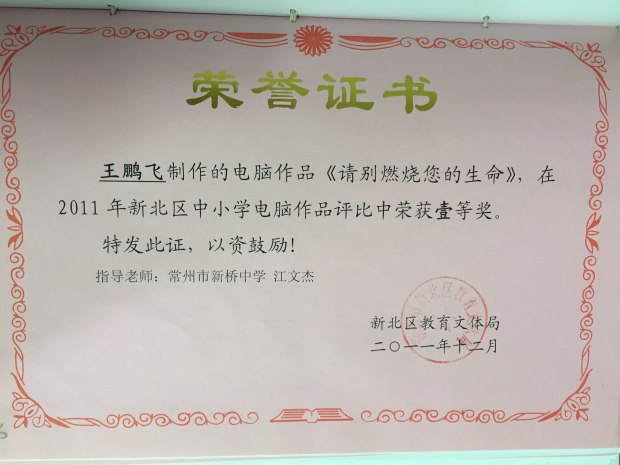 荣誉证书
王鹏飞制作的电脑作品《请别燃烧您的生命》，在
2011年新北区中小学电脑作品评比中荣获壹等奖。
特发此证，以资鼓励！
指导老师：常州市新桥中学 江文杰
新北区教育文体局
二〇一一年十二月